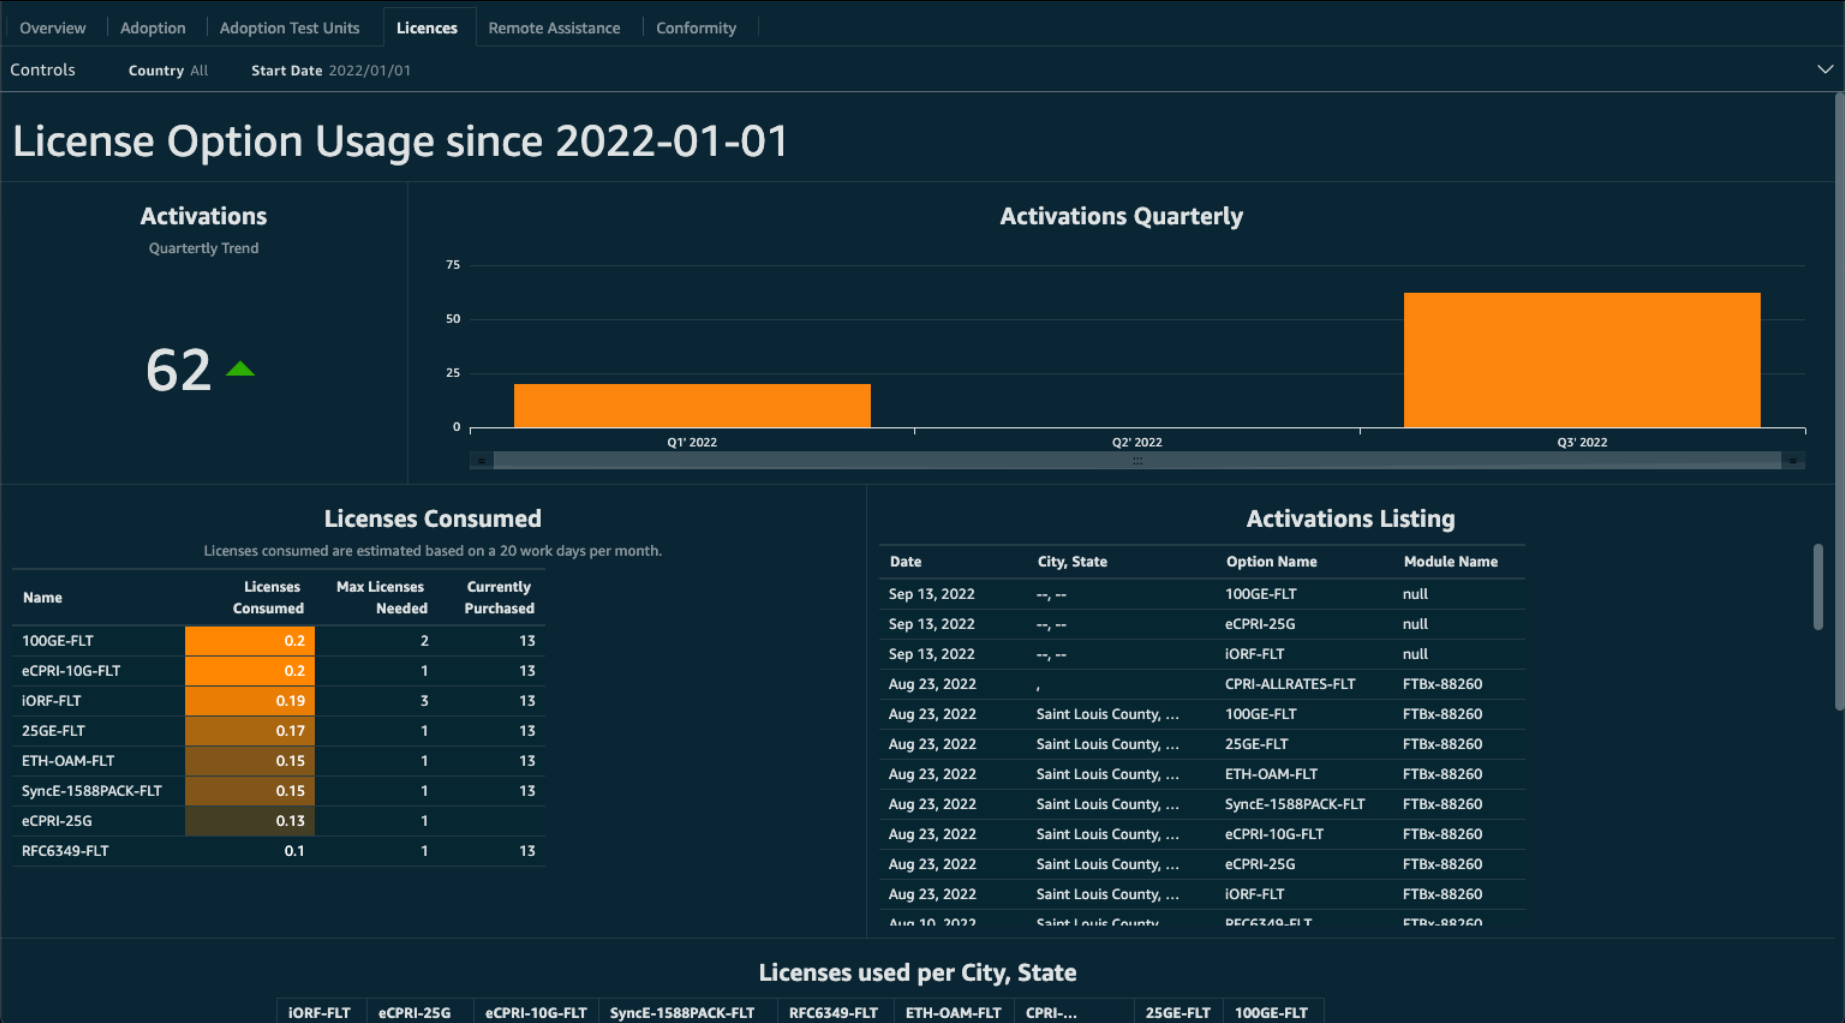 Overview Adoption Adoption Test Units Licences Remote Assistance Conformity
Controls Country All Start Date 2022/01/01
License Option Usage since 2022-01-01
Activations
Quartertly Trend
62
Activations Quarterly
75
50
25
0
Q1' 2022 Q2' 2022 Q3' 2022
Licenses Consumed
Licenses consumed are estimated based on a 20 work days per month.
Name Licenses Consumed Max Licenses Needed Currently Purchased
100GE-FLT 0.2 2 13
eCPRI-10G-FLT 0.2 1 13
iORF-FLT 0.19 3 13
25GE-FLT 0.17 1 13
ETH-OAM-FLT 0.15 1 13
SyncE-1588PACK-FLT 0.15 1 13
eCPRI-25G 0.13 1
RFC6349-FLT 0.1 1 13
Activations Listing
Date City, State Option Name Module Name
Sep 13, 2022 --, -- 100GE-FLT null
Sep 13, 2022 --, -- eCPRI-25G null
Sep 13, 2022 --, -- iORF-FLT null
Aug 23, 2022 , CPRI-ALLRATES-FLT FTBx-88260
Aug 23, 2022 Saint Louis County, ... 100GE-FLT FTBx-88260
Aug 23, 2022 Saint Louis County, ... 25GE-FLT FTBx-88260
Aug 23, 2022 Saint Louis County, ... ETH-OAM-FLT FTBx-88260
Aug 23, 2022 Saint Louis County, ... SyncE-1588PACK-FLT FTBx-88260
Aug 23, 2022 Saint Louis County, ... eCPRI-10G-FLT FTBx-88260
Aug 23, 2022 Saint Louis County, ... eCPRI-25G FTBx-88260
Aug 23, 2022 Saint Louis County, ... iORF-FLT FTBx-88260
Aug 10, 2022 Saint Louis County, ... RFC6349-FLT FTBx-88260
Licenses used per City, State
iORF-FLT eCPRI-25G eCPRI-10G-FLT SyncE-1588PACK-FLT RFC6349-FLT ETH-OAM-FLT CPRI-... 25GE-FLT 100GE-FLT